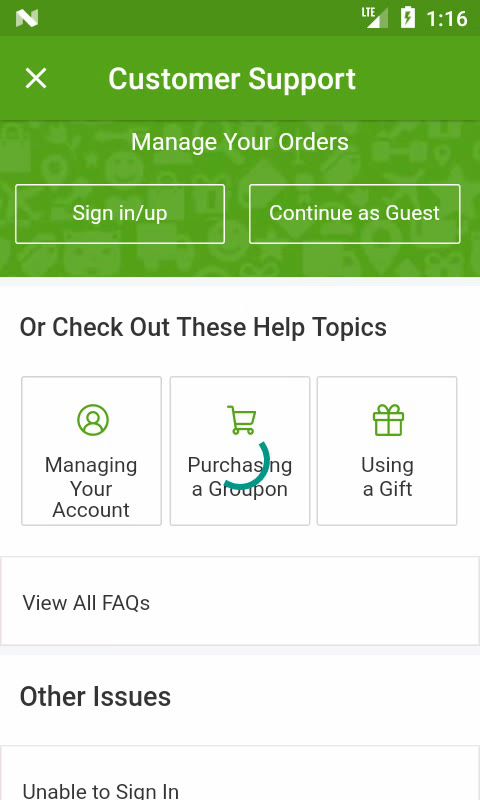 LTE 1:16
Customer Support
Manage Your Orders
Sign in/up
Continue as Guest
Or Check Out These Help Topics
Managing
Your
Account
Purchasing
a Groupon
Using
a Gift
View All FAQs
Other Issues
Unable to Sign In